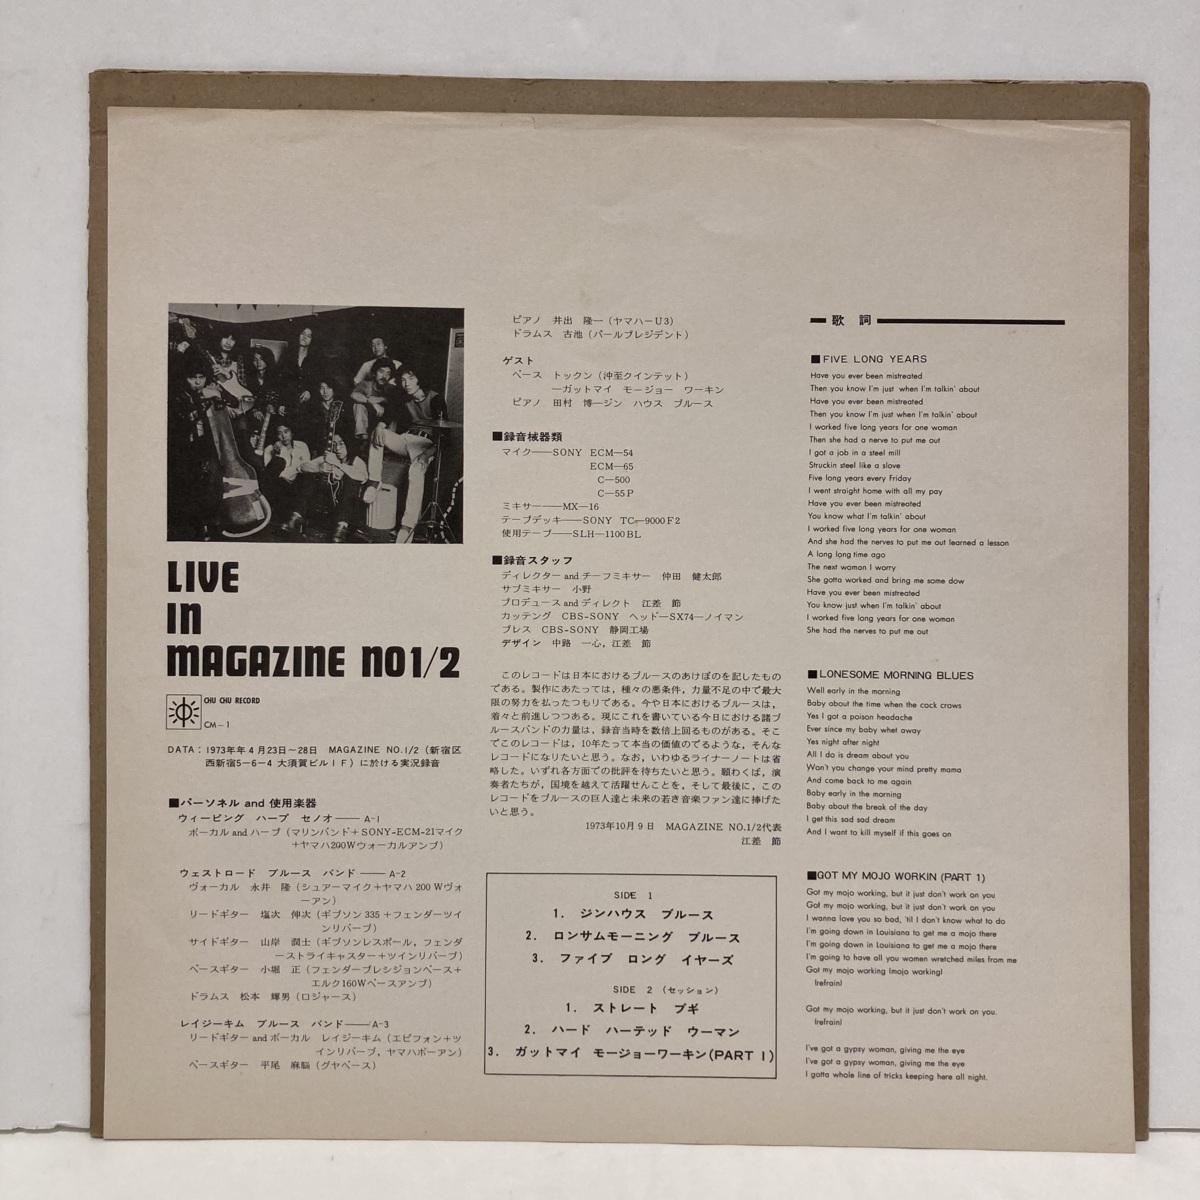 LIVE
IN
MAGAZINE NO1/2
CHU CHU RECORD
CM−1
DATA：1973年年4月23日〜28日　MAGAZINE NO.1/2（新宿区
西新宿5−6−4 大須賀ビル1F）に於ける実況録音
■パーソネル and 使用楽器
ウィーピング　ハープ　セノオ── A-1
ボーカル and ハープ（マリンバンド＋SONY-ECM-21マイク
＋ヤマハ200Wウォーカルアンプ）
ウェストロード　ブルース　バンド── A-2
ヴォーカル　永井　隆（シュアーマイク＋ヤマハ200Wヴォ
ーアン）
リードギター　塩次　伸次（ギブソン335＋フェンダーツイ
ンリバーブ）
サイドギター　山岸　潤士（ギブソンレスポール，フェンダ
ーストライキャスター＋ツインリバーブ）
ベースギター　小堀　正（フェンダープレシジョンベース＋
エルク160Wベースアンプ）
ドラムス　松本　輝男（ロジャース）
レイジーキム　ブルース　バンド──A-3
リードギター and ボーカル　レイジーキム（エピフォン＋ツ
インリバーブ，ヤマハボーアン）
ベースギター　平尾　麻脳（グヤベース）
ピアノ　井出　隆一（ヤマハ−U3）
ドラムス　古池（パールプレジデント）
ゲスト
ベース　トックン（沖至クインテット）
─ガットマイ　モージョー　ワーキン
ピアノ　田村　博─ジン　ハウス　ブルース
■録音械器類
マイク──SONY　ECM−54
ECM−65
C−500
C−55P
ミキサー──MX−16
テープデッキ──SONY　TC−9000F2
使用テープ──SLH−1100BL
■録音スタッフ
ディレクター and チーフミキサー　仲田　健太郎
サブミキサー　小野
プロデュース and ディレクト　江差　節
カッテング　CBS-SONY　ヘッド─SX74─ノイマン
プレス　CBS-SONY　静岡工場
デザイン　中路　一心，江差　節
このレコードは日本におけるブルースのあけぼのを記したもの
である。製作にあたっては，種々の悪条件，力量不足の中で最大
限の努力を払ったつもりである。今や日本におけるブルースは，
着々と前進しつつある。現にこれを書いている今日における諸ブ
ルースバンドの力量は，録音当時を数倍上回るものがある。そこ
でこのレコードは，10年たって本当の価値のでるような，そんな
レコードになりたいと思う。なお，いわゆるライナーノートは省
略した。いずれ各方面での批評を待ちたいと思う。願わくば，演
奏者たちが，国境を越えて活躍せんことを，そして最後に，この
レコードをブルースの巨人達と未来の若き音楽ファン達に捧げた
いと思う。
1973年10月9日　MAGAZINE NO.1/2代表
江差　節
SIDE 1
1. ジンハウス　ブルース
2. ロンサムモーニング　ブルース
3. ファイブ　ロング　イヤーズ
SIDE 2（セッション）
1. ストレート　ブギ
2. ハード　ハーテッド　ウーマン
3. ガットマイ　モージョーワーキン(PART I)
歌　詞
■FIVE LONG YEARS
Have you ever been mistreated
Then you know I'm just when I'm talkin' about
Have you ever been mistreated
Then you know I'm just when I'm talkin' about
I worked five long years for one woman
Then she had a nerve to put me out
I got a job in a steel mill
Struckin steel like a slove
Five long years every Friday
I went straight home with all my pay
Have you ever been mistreated
You know what I'm talkin' about
I worked five long years for one woman
And she had the nerves to put me out learned a lesson
A long long time ago
The next woman I worry
She gotta worked and bring me some dow
Have you ever been mistreated
You know just when I'm talkin' about
I worked five long years for one woman
She had the nerves to put me out
■LONESOME MORNING BLUES
Well early in the morning
Baby about the time when the cock crows
Yes I got a poison headache
Ever since my baby whet away
Yes night after night
All I do is dream about you
Won't you change your mind pretty mama
And come back to me again
Baby early in the morning
Baby about the break of the day
I get this sad sad dream
And I want to kill myself if this goes on
■GOT MY MOJO WORKIN (PART 1)
Got my mojo working, but it just don't work on you
Got my mojo working, but it just don't work on you
I wanna love you so bad, 'til I don't know what to do
I'm going down in Louisiana to get me a mojo there
I'm going down in Louisiana to get me a mojo there
I'm going to have all you women wretched miles from me
Got my mojo working (mojo working)
(refrain)
Got my mojo working, but it just don't work on you.
(refrain)
I've got a gypsy woman, giving me the eye
I've got a gypsy woman, giving me the eye
I gotta whole line of tricks keeping here all night.